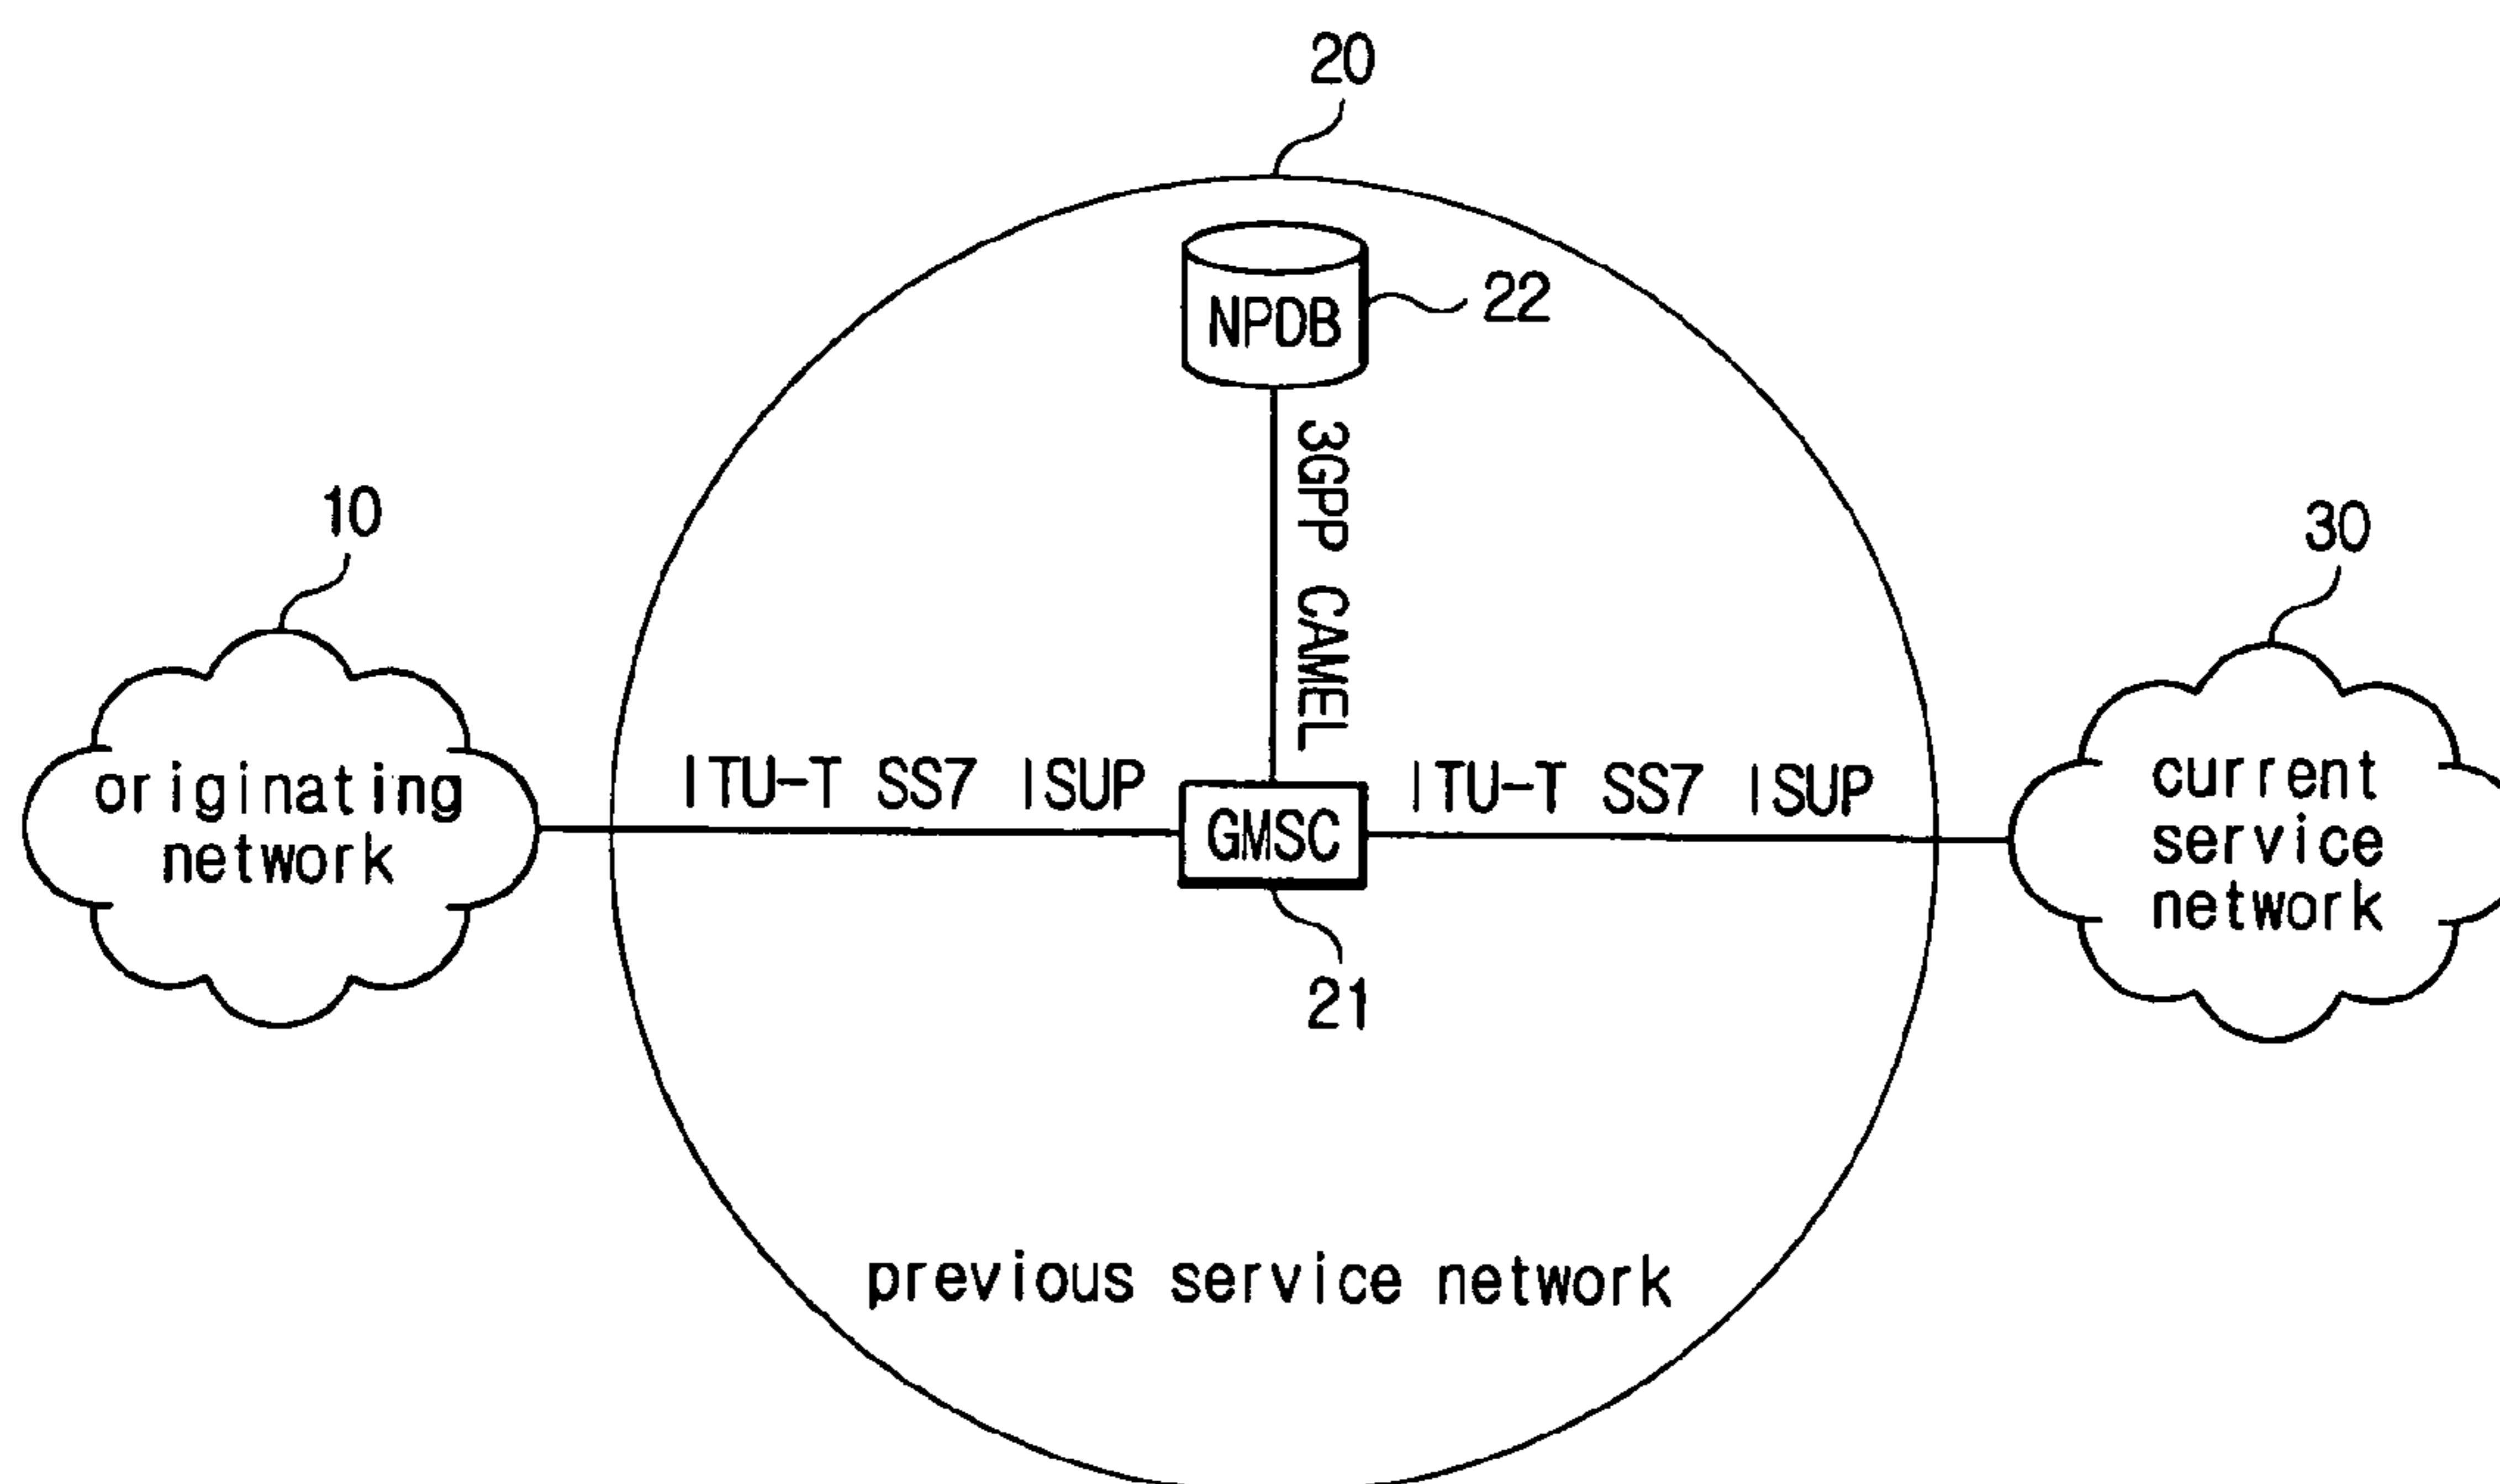 20
NPDB
22
3GPP CAMEL
10
30
originating
network
ITU-T SS7 ISUP
GMSC
ITU-T SS7 ISUP
current
service
network
21
previous service network